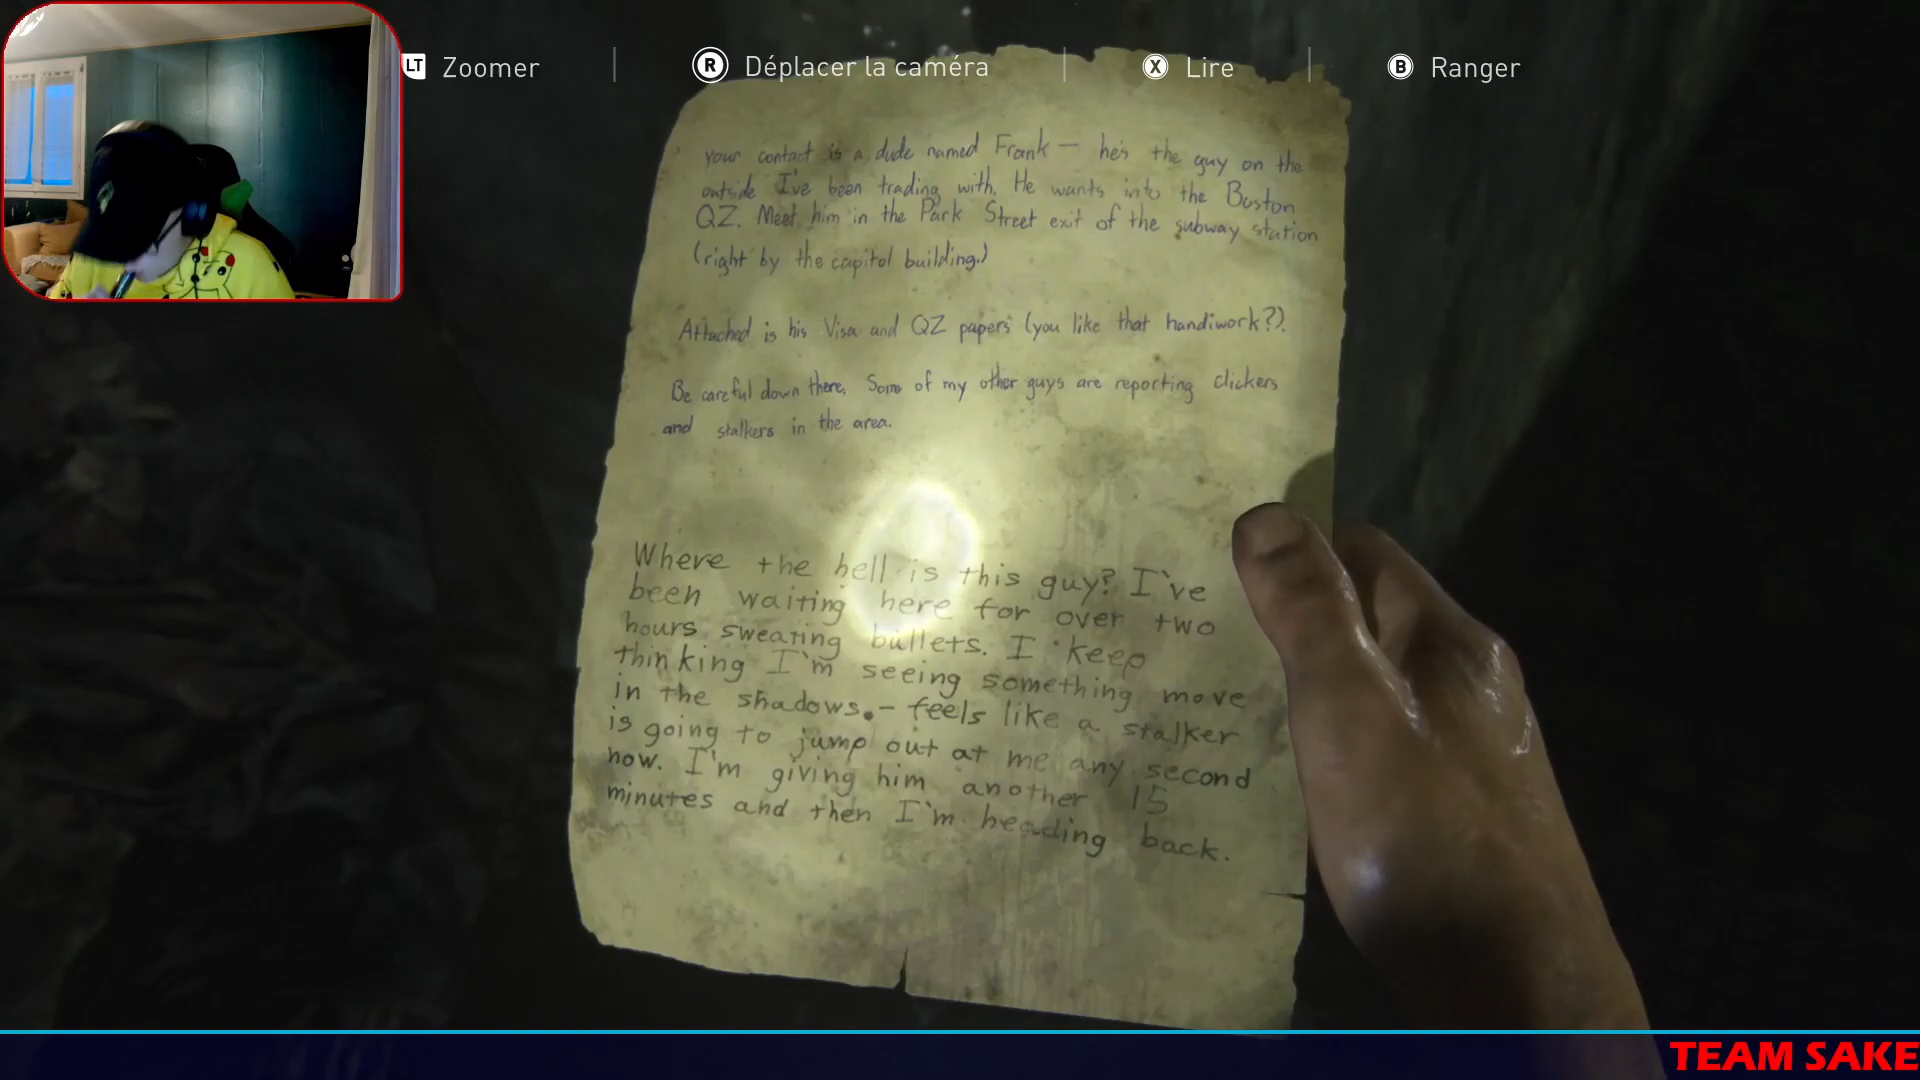 LT Zoomer | R Déplacer la caméra | X Lire | B Ranger
Your contact is a dude named Frank — he's the guy on the
outside I've been trading with. He wants into the Boston
QZ. Meet him in the Park Street exit of the subway station
(right by the capitol building.)
Attached is his Visa and QZ papers (you like that handiwork?).
Be careful down there. Some of my other guys are reporting clickers
and stalkers in the area.
Where the hell is this guy? I've
been waiting here for over two
hours sweating bullets. I keep
thinking I'm seeing something move
in the shadows. - feels like a stalker
is going to jump out at me any second
now. I'm giving him another 15
minutes and then I'm heading back.
TEAM SAKE